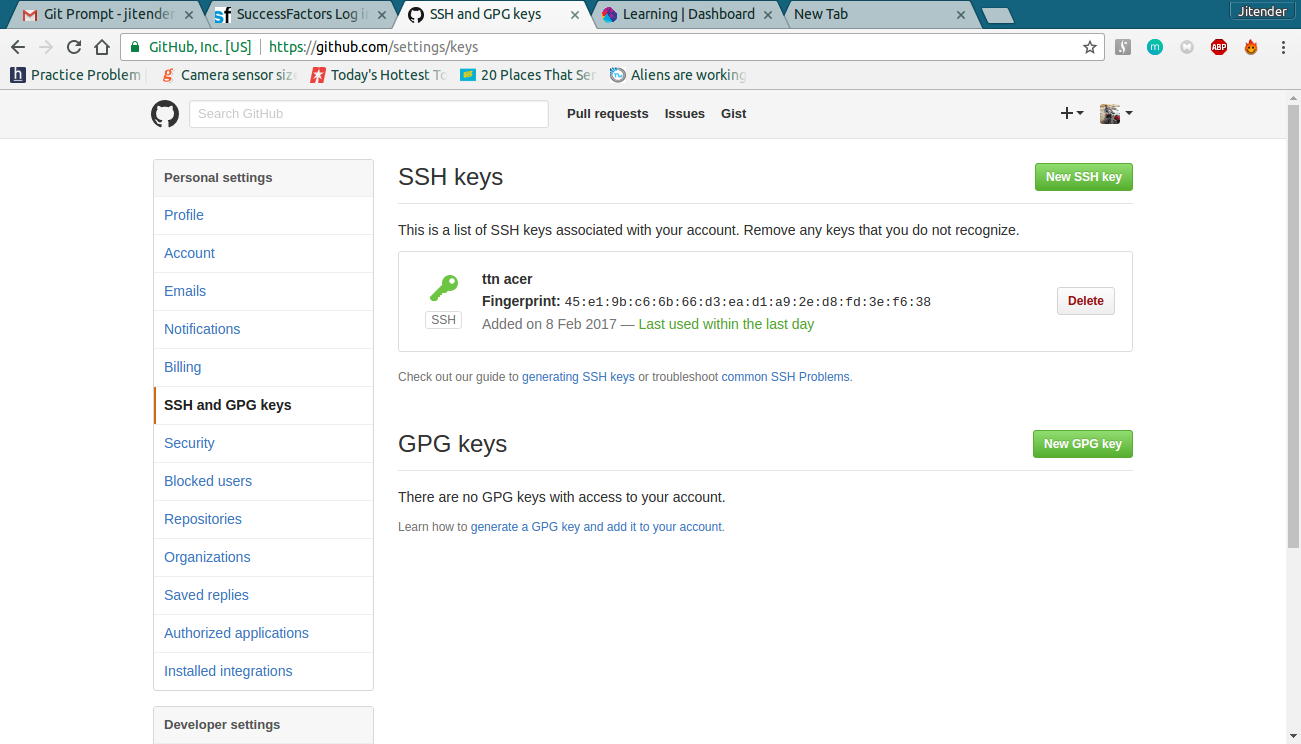 Git Prompt - jitender
SuccessFactors Log i
SSH and GPG keys
Learning | Dashboard
New Tab
Jitender
GitHub, Inc. [US] https://github.com/settings/keys
ABP
Practice Problem
Camera sensor size
Today's Hottest To
20 Places That Ser
Aliens are working
Search GitHub
Pull requests Issues Gist
Personal settings
Profile
Account
Emails
Notifications
Billing
SSH and GPG keys
Security
Blocked users
Repositories
Organizations
Saved replies
Authorized applications
Installed integrations
Developer settings
SSH keys
New SSH key
This is a list of SSH keys associated with your account. Remove any keys that you do not recognize.
ttn acer
Fingerprint: 45:e1:9b:c6:6b:66:d3:ea:d1:a9:2e:d8:fd:3e:f6:38
SSH
Added on 8 Feb 2017 — Last used within the last day
Delete
Check out our guide to generating SSH keys or troubleshoot common SSH Problems.
GPG keys
New GPG key
There are no GPG keys with access to your account.
Learn how to generate a GPG key and add it to your account.